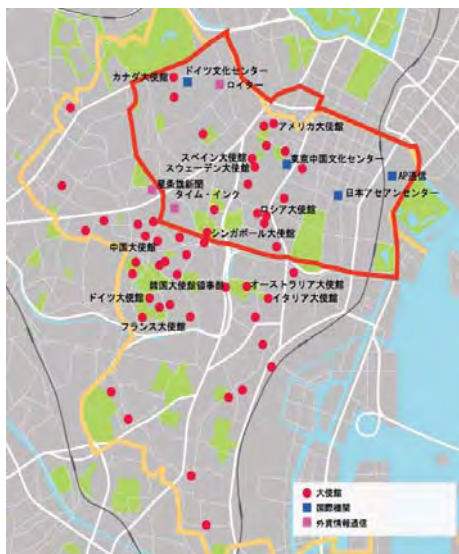 カナダ大使館
ドイツ文化センター
ロイター
アメリカ大使館
スペイン大使館
東京中国文化センター
スウェーデン大使館
AP通信
星条旗新聞
日本アセアンセンター
タイム・インク
ロシア大使館
シンガポール大使館
中国大使館
韓国大使館領事館
オーストラリア大使館
ドイツ大使館
イタリア大使館
フランス大使館
大使館
国際機関
外資情報通信